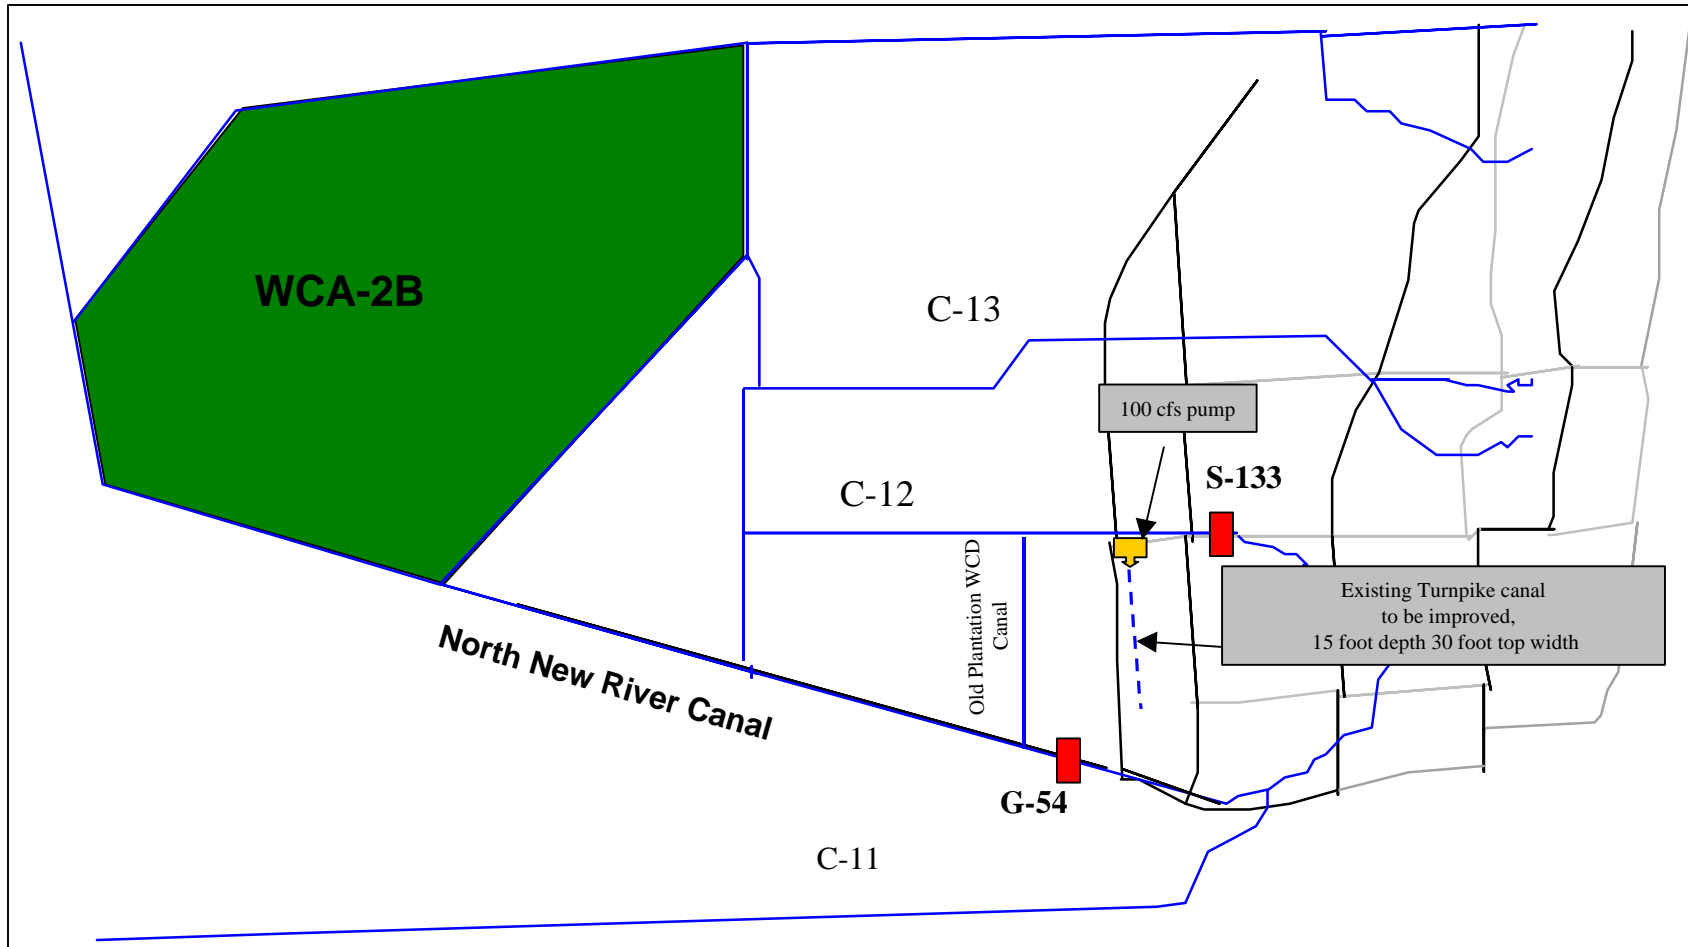 WCA-2B
C-13
100 cfs pump
S-133
C-12
Old Plantation WCD
Canal
Existing Turnpike canal
to be improved,
15 foot depth 30 foot top width
North New River Canal
G-54
C-11